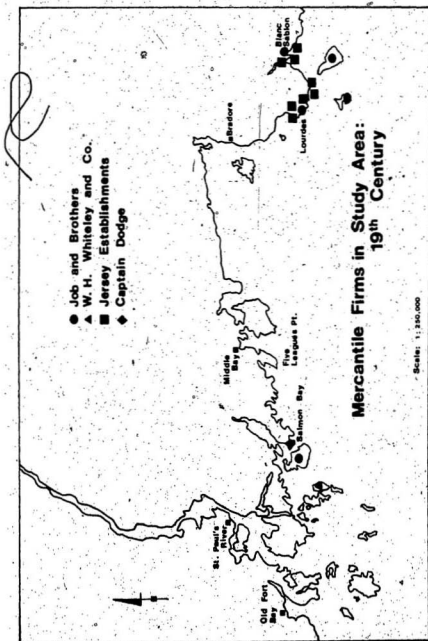 Job and Brothers
W. H. Whiteley and Co.
Jersey Establishments
Captain Dodge
Blanc
Sablon
Lourdes
Bradore
Middle
Bay
Five
Leagues Pt.
Salmon Bay
St. Paul's
River
Old Fort
Bay
Mercantile Firms in Study Area:
19th Century
Scale: 1:250,000